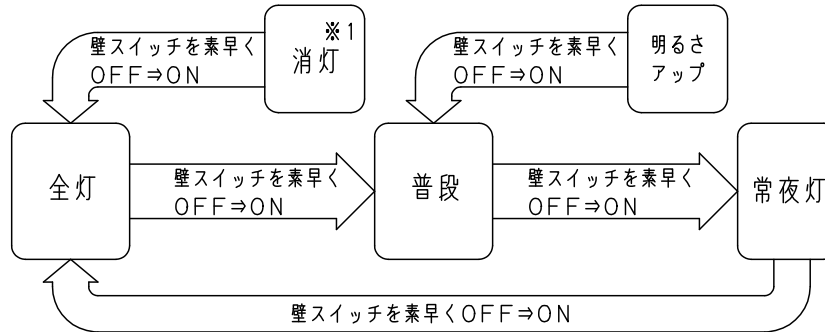 壁スイッチを素早く
OFF⇒ON
※1
消灯
壁スイッチを素早く
OFF⇒ON
明るさ
アップ
全灯
壁スイッチを素早く
OFF⇒ON
普段
壁スイッチを素早く
OFF⇒ON
常夜灯
壁スイッチを素早くOFF⇒ON